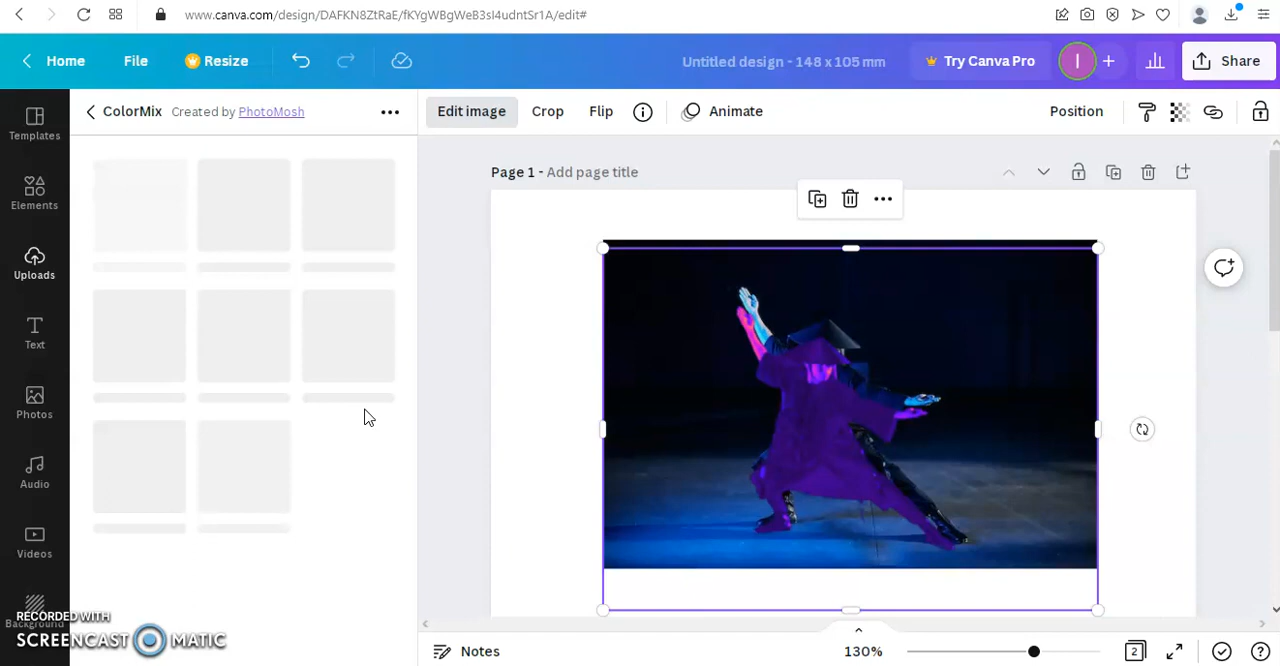 www.canva.com/design/DAFKN8ZtRaE/fKYgWBgWeB3sI4udntSr1A/edit#
Home File Resize Untitled design - 148 x 105 mm Try Canva Pro I + Share
ColorMix Created by PhotoMosh ••• Edit image Crop Flip Animate Position
Templates
Elements
Uploads
Text
Photos
Audio
Videos
Background
Page 1 - Add page title
RECORDED WITH
SCREENCAST MATIC
Notes 130% 2